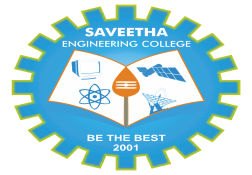 SAVEETHA
ENGINEERING COLLEGE
BE THE BEST
2001